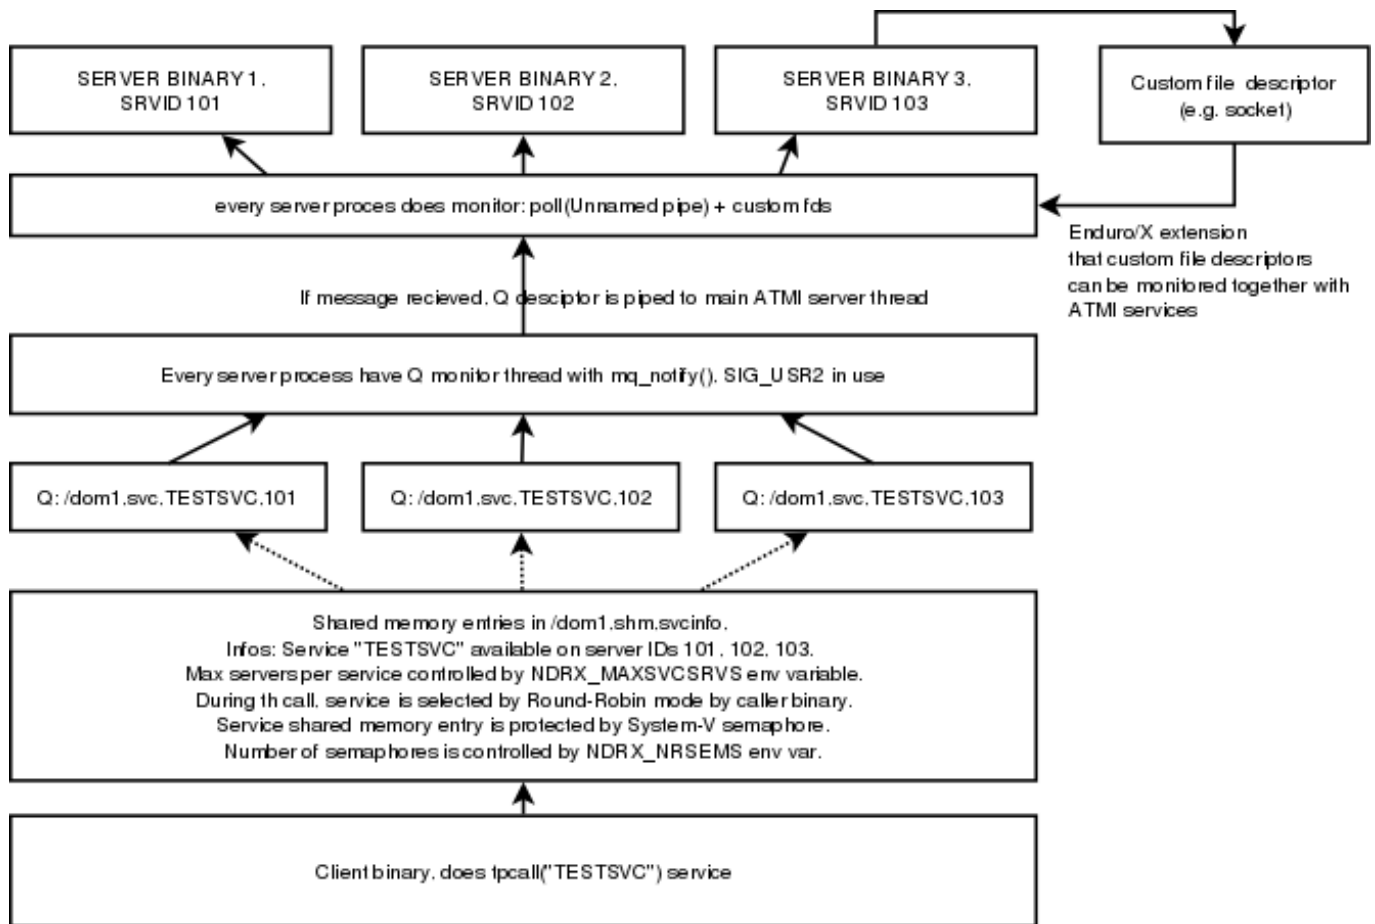 SERVER BINARY 1.
SRVID 101
SERVER BINARY 2.
SRVID 102
SERVER BINARY 3.
SRVID 103
Custom file descriptor
(e.g. socket)
every server proces does monitor: poll(Unnamed pipe) + custom fds
Enduro/X extension
that custom file descriptors
can be monitored together with
ATMI services
If message recieved, Q desciptor is piped to main ATMI server thread
Every server process have Q monitor thread with mq_notify(), SIG_USR2 in use
Q: /dom1,svc,TESTSVC,101
Q: /dom1,svc,TESTSVC,102
Q: /dom1,svc,TESTSVC,103
Shared memory entries in /dom1,shm,svcinfo.
Infos: Service "TESTSVC" available on server IDs 101, 102, 103.
Max servers per service controlled by NDRX_MAXSVCSRVS env variable.
During th call, service is selected by Round-Robin mode by caller binary.
Service shared memory entry is protected by System-V semaphore.
Number of semaphores is controlled by NDRX_NRSEMS env var.
Client binary, does tpcall("TESTSVC") service